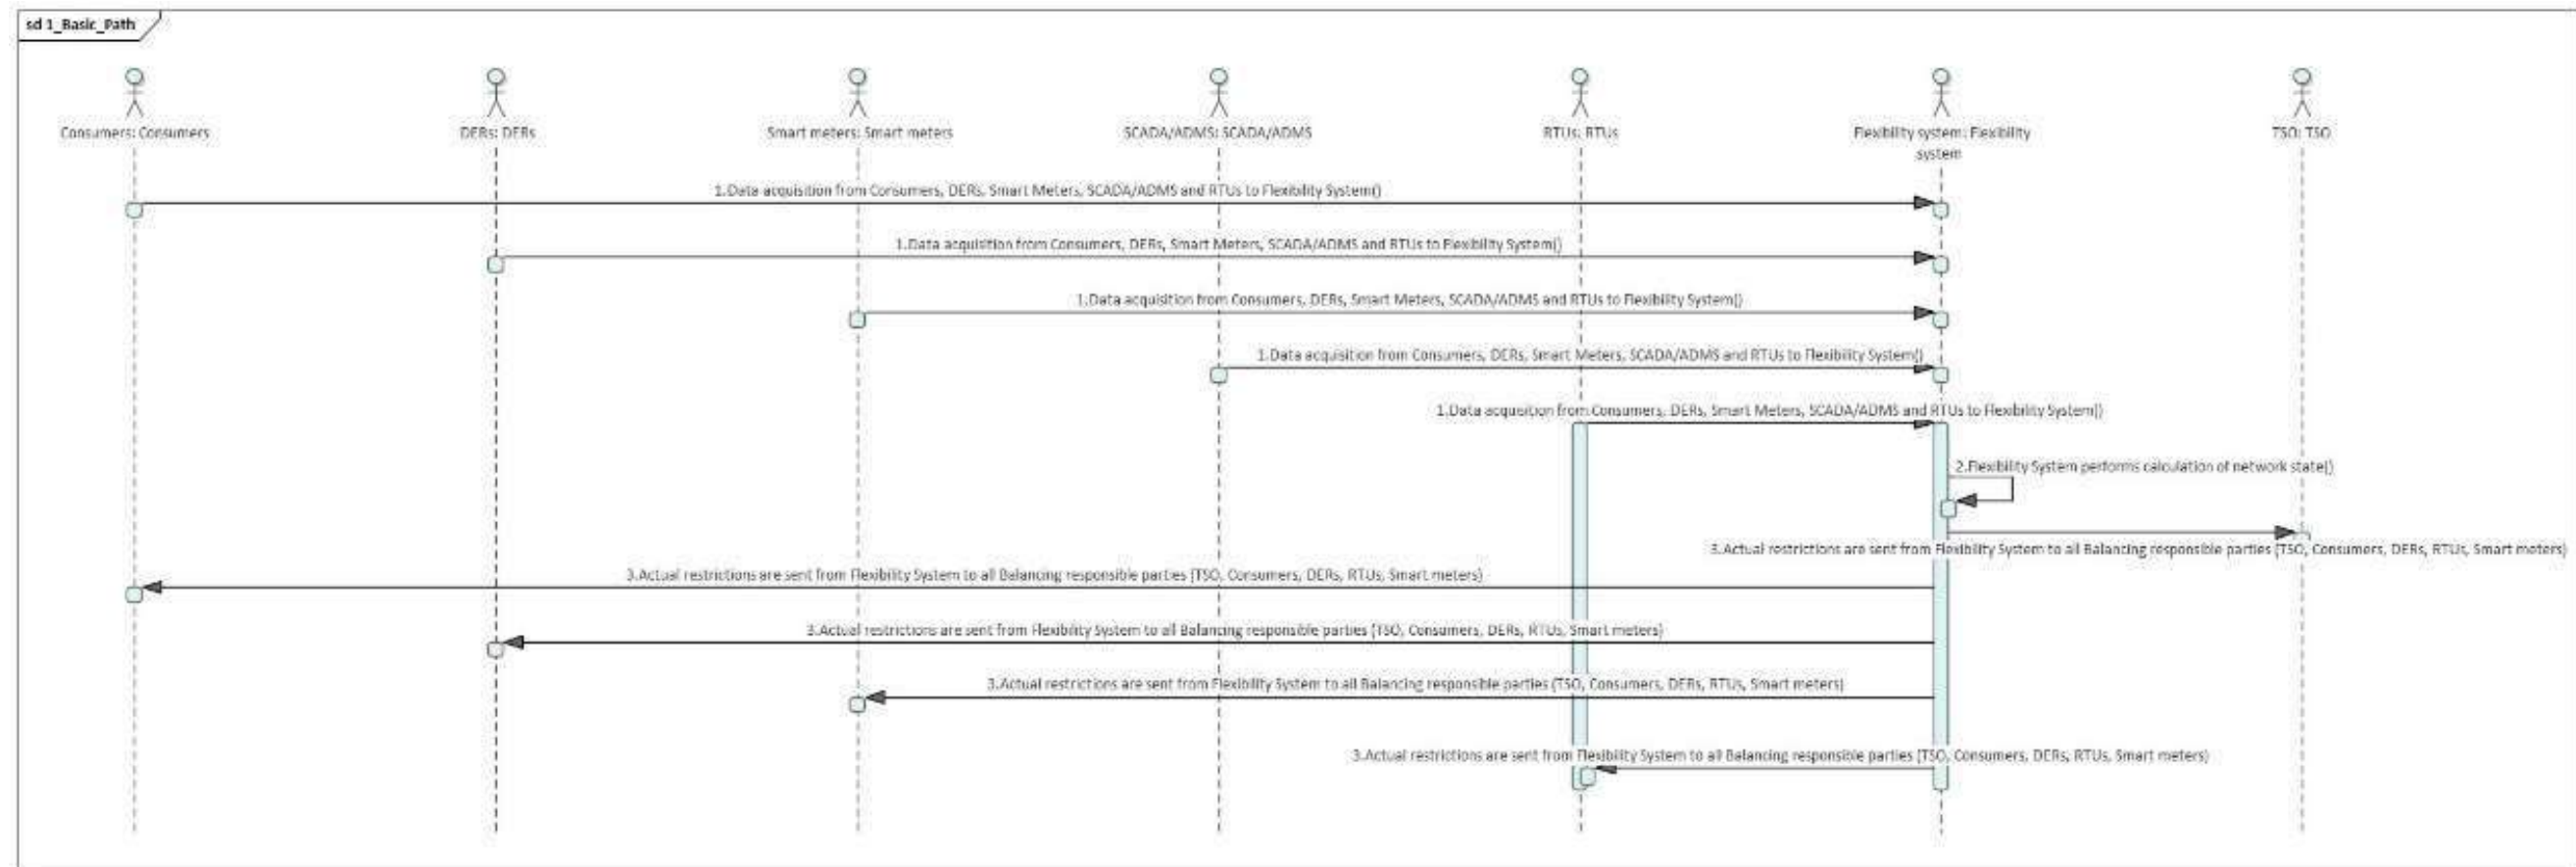 sd 1_Basic_Path
Consumers: Consumers
DERs: DERs
Smart meters: Smart meters
SCADA/ADMS: SCADA/ADMS
RTUs: RTUs
Flexibility system: Flexibility
system
TSO: TSO
1.Data acquisition from Consumers, DERs, Smart Meters, SCADA/ADMS and RTUs to Flexibility System()
1.Data acquisition from Consumers, DERs, Smart Meters, SCADA/ADMS and RTUs to Flexibility System()
1.Data acquisition from Consumers, DERs, Smart Meters, SCADA/ADMS and RTUs to Flexibility System()
1.Data acquisition from Consumers, DERs, Smart Meters, SCADA/ADMS and RTUs to Flexibility System()
1.Data acquisition from Consumers, DERs, Smart Meters, SCADA/ADMS and RTUs to Flexibility System()
2.Flexibility System performs calculation of network state()
3.Actual restrictions are sent from Flexibility System to all Balancing responsible parties (TSO, Consumers, DERs, RTUs, Smart meters)
3.Actual restrictions are sent from Flexibility System to all Balancing responsible parties (TSO, Consumers, DERs, RTUs, Smart meters)
3.Actual restrictions are sent from Flexibility System to all Balancing responsible parties (TSO, Consumers, DERs, RTUs, Smart meters)
3.Actual restrictions are sent from Flexibility System to all Balancing responsible parties (TSO, Consumers, DERs, RTUs, Smart meters)
3.Actual restrictions are sent from Flexibility System to all Balancing responsible parties (TSO, Consumers, DERs, RTUs, Smart meters)